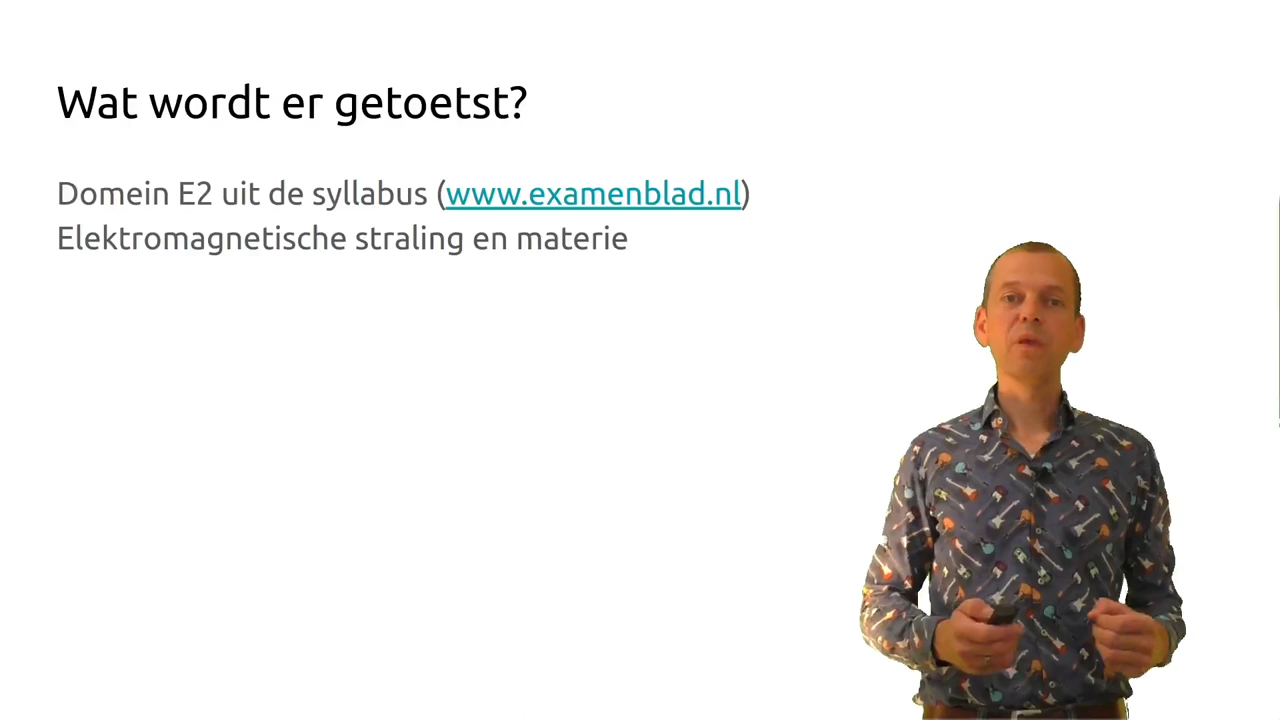 Wat wordt er getoetst?
Domein E2 uit de syllabus (www.examenblad.nl)
Elektromagnetische straling en materie